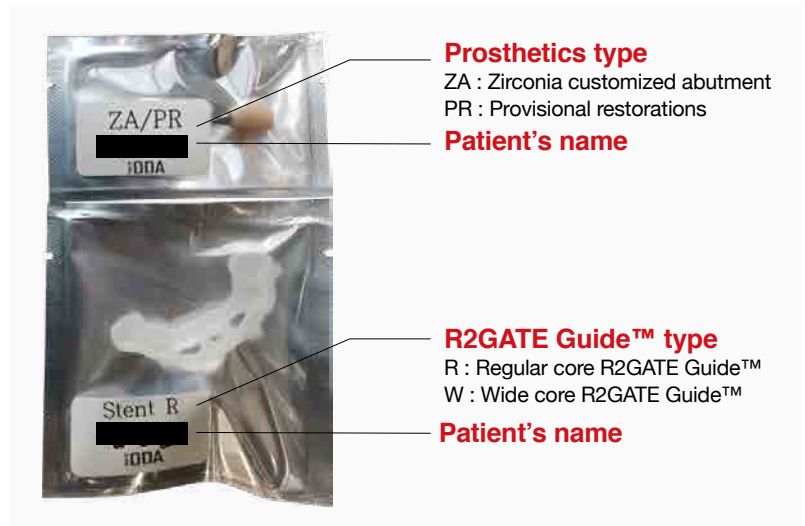 Prosthetics type
ZA : Zirconia customized abutment
PR : Provisional restorations
Patient's name
ZA/PR
iDDA
R2GATE Guide™ type
R : Regular core R2GATE Guide™
W : Wide core R2GATE Guide™
Patient's name
Stent R
iDDA